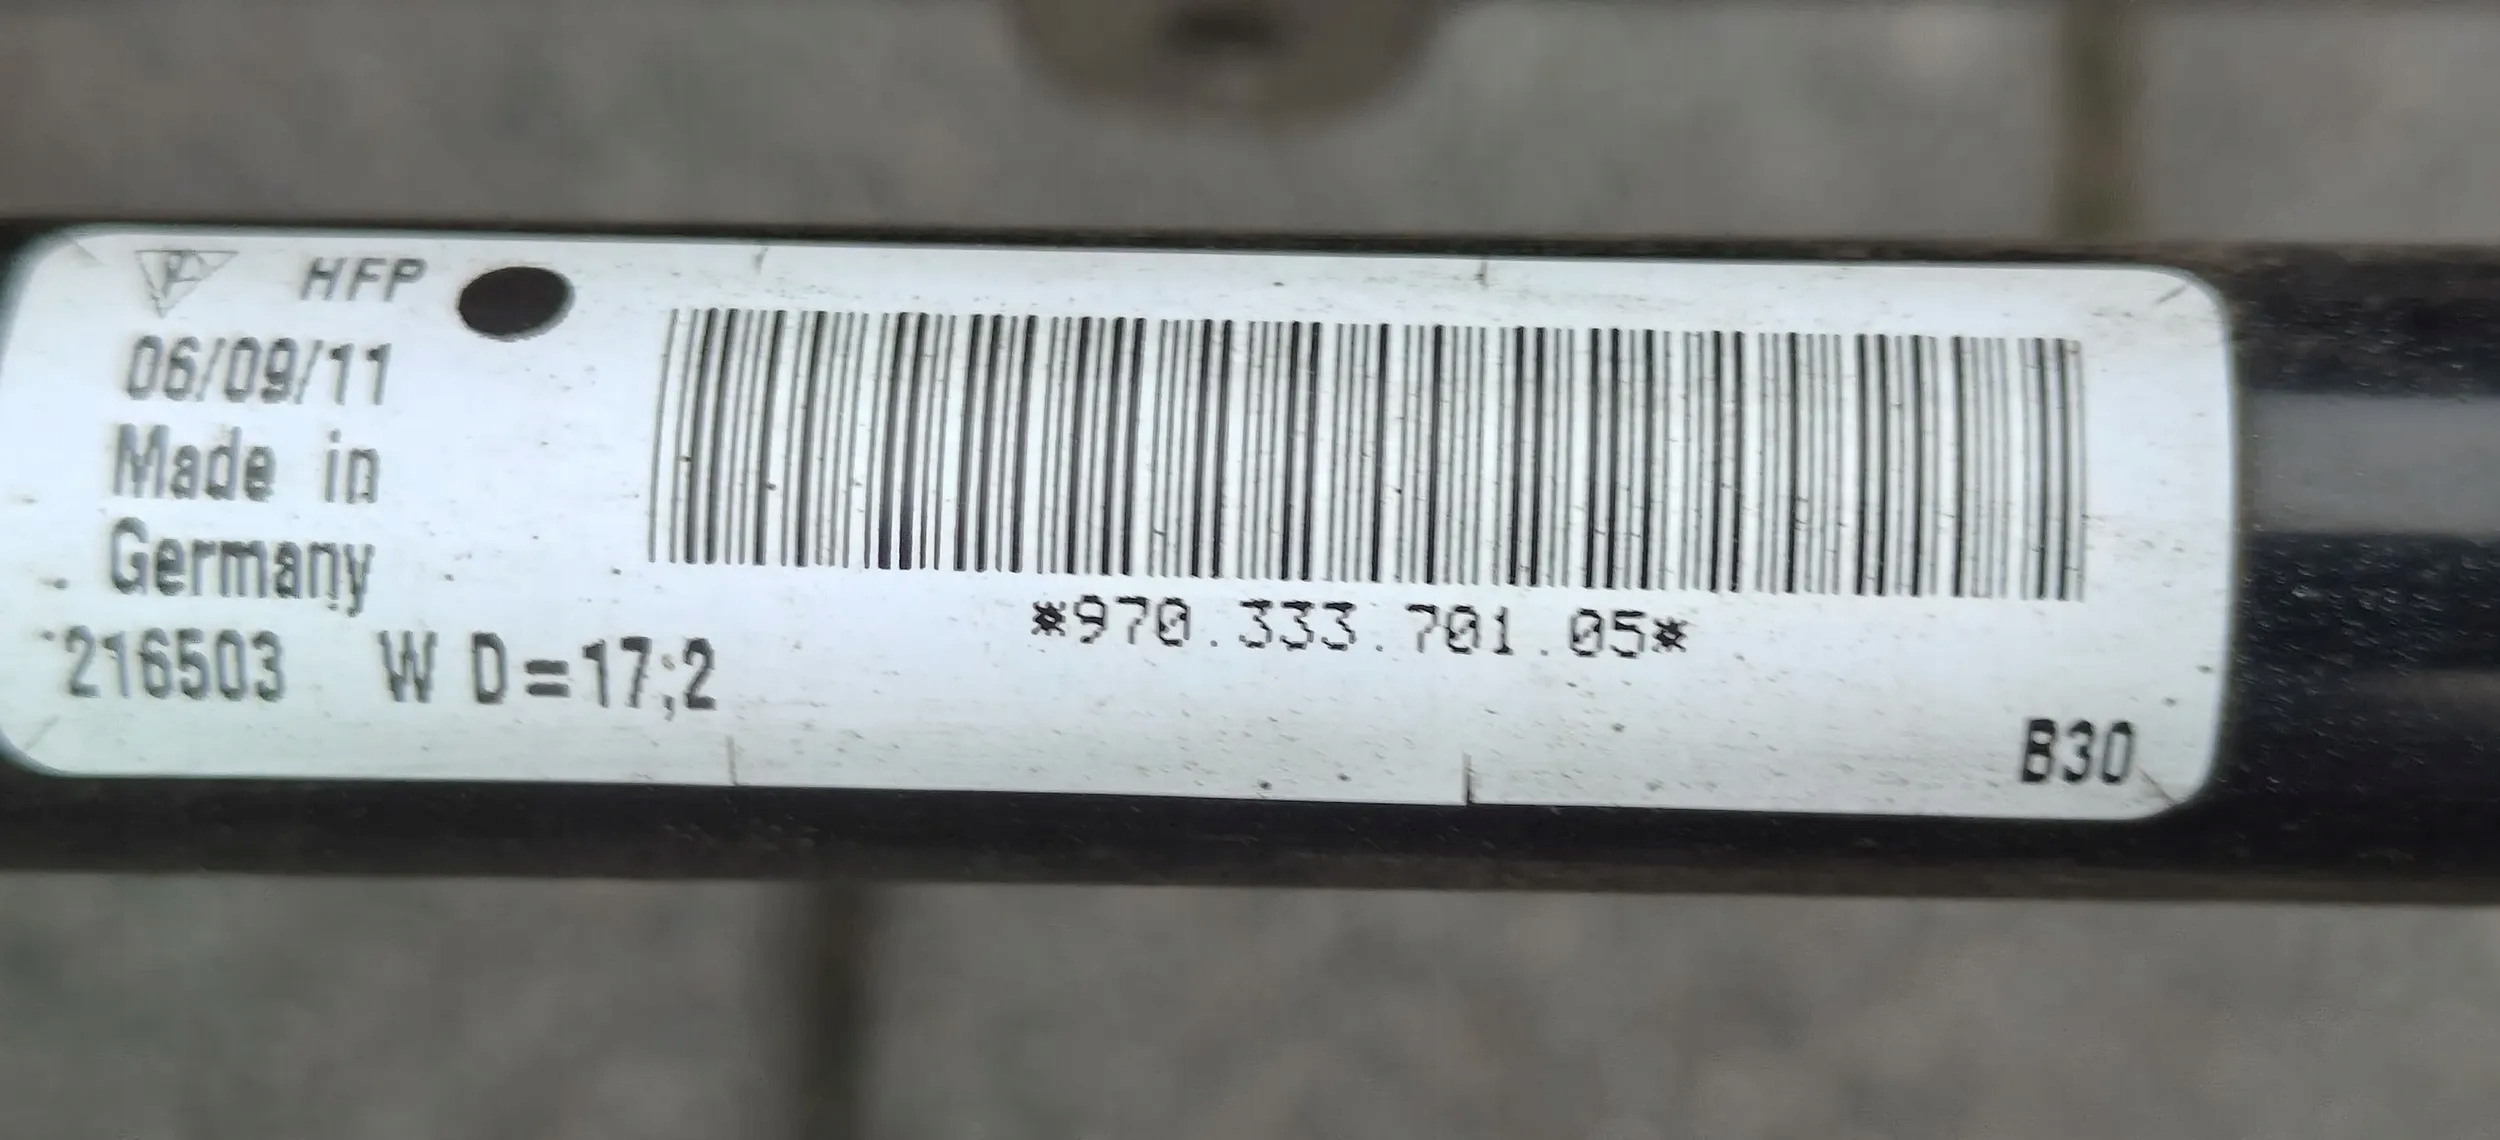 HFP
06/09/11
Made in
Germany
216503 W D=17,2
*970.333.701.05*
B30